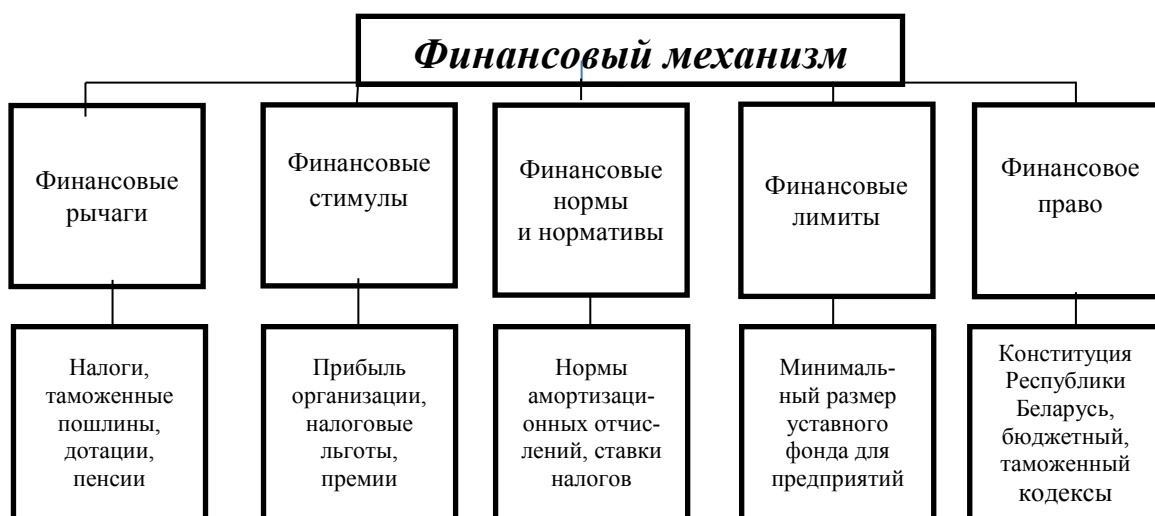 Финансовый механизм
Финансовые
рычаги
Финансовые
стимулы
Финансовые
нормы
и нормативы
Финансовые
лимиты
Финансовое
право
Налоги,
таможенные
пошлины,
дотации,
пенсии
Прибыль
организации,
налоговые
льготы,
премии
Нормы
амортизаци-
онных отчис-
лений, ставки
налогов
Минималь-
ный размер
уставного
фонда для
предприятий
Конституция
Республики
Беларусь,
бюджетный,
таможенный
кодексы